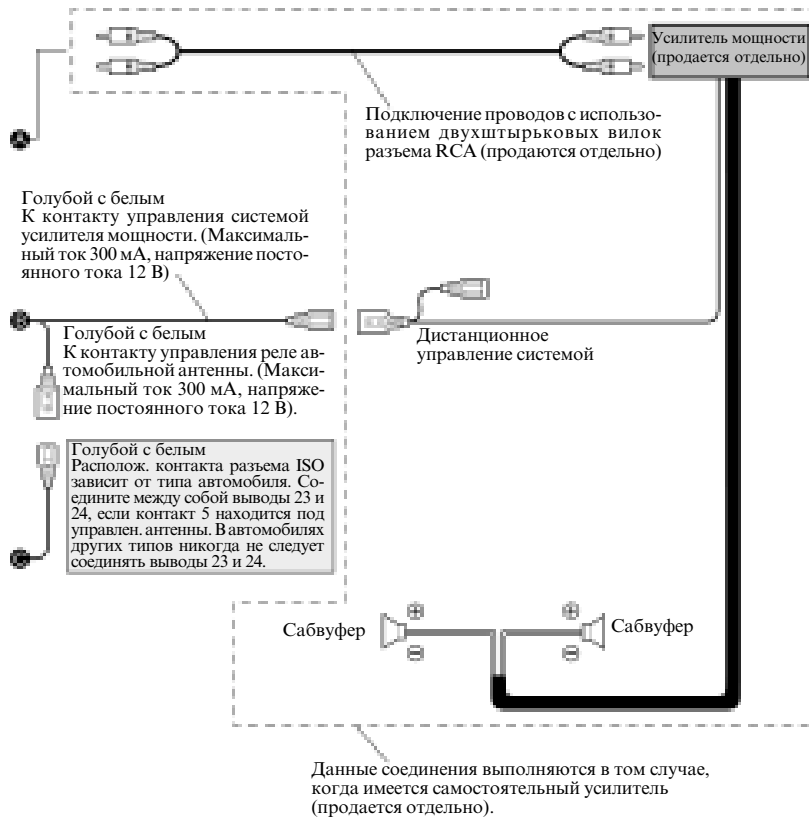 Усилитель мощности
(продается отдельно)
Подключение проводов с использо-
ванием двухштырьковых вилок
разъема RCA (продаются отдельно)
Голубой с белым
К контакту управления системой
усилителя мощности. (Максималь-
ный ток 300 мА, напряжение посто-
янного тока 12 В)
Голубой с белым
К контакту управления реле ав-
томобильной антенны. (Макси-
мальный ток 300 мА, напряже-
ние постоянного тока 12 В).
Дистанционное
управление системой
Голубой с белым
Располож. контакта разъема ISO
зависит от типа автомобиля. Со-
едините между собой выводы 23 и
24, если контакт 5 находится под
управлен. антенны. В автомобилях
других типов никогда не следует
соединять выводы 23 и 24.
Сабвуфер
Сабвуфер
Данные соединения выполняются в том случае,
когда имеется самостоятельный усилитель
(продается отдельно).